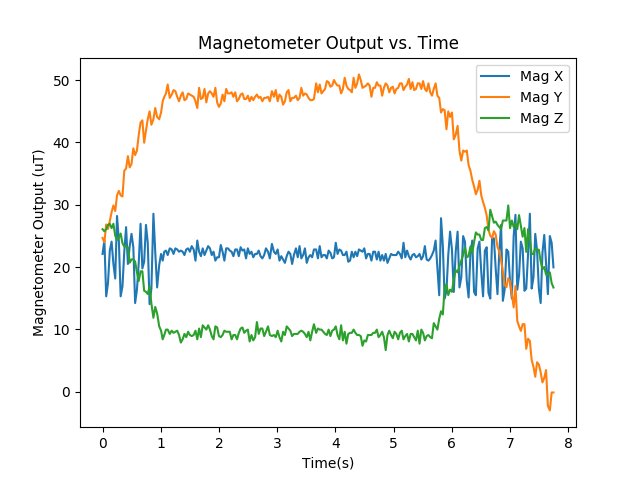 Magnetometer Output vs. Time
Mag X
Mag Y
Mag Z
Magnetometer Output (uT)
50
40
30
20
10
0
0 1 2 3 4 5 6 7 8
Time(s)